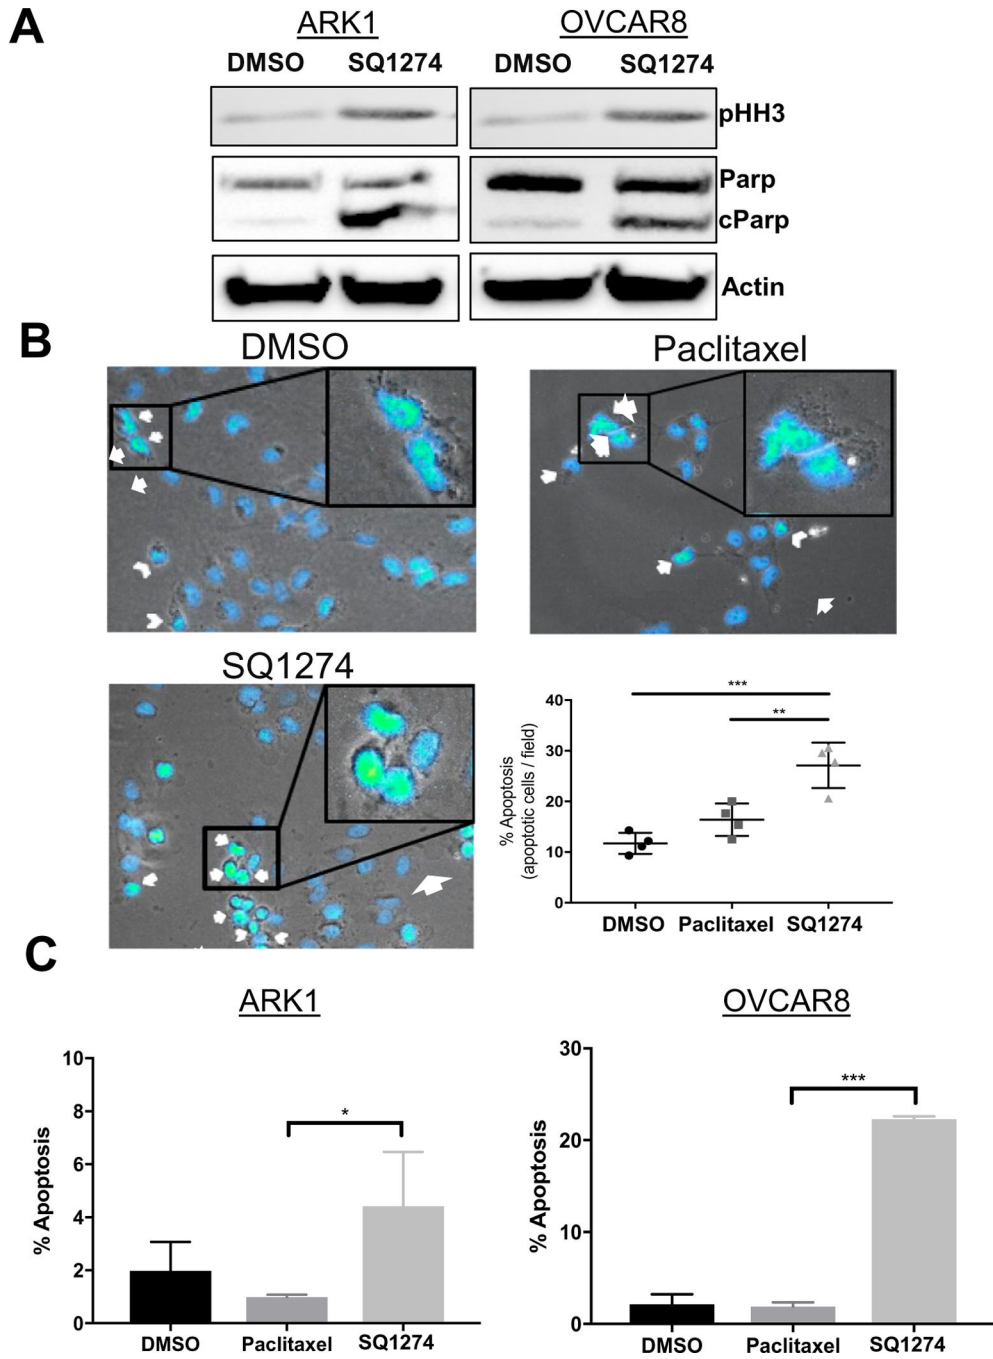 A
ARK1
OVCAR8
DMSO
SQ1274
DMSO
SQ1274
pHH3
Parp
cParp
Actin
B
DMSO
Paclitaxel
SQ1274
40
30
20
10
0
% Apoptosis
(apoptotic cells / field)
***
**
DMSO
Paclitaxel
SQ1274
C
ARK1
10
8
6
4
2
0
% Apoptosis
*
DMSO
Paclitaxel
SQ1274
OVCAR8
30
20
10
0
% Apoptosis
***
DMSO
Paclitaxel
SQ1274